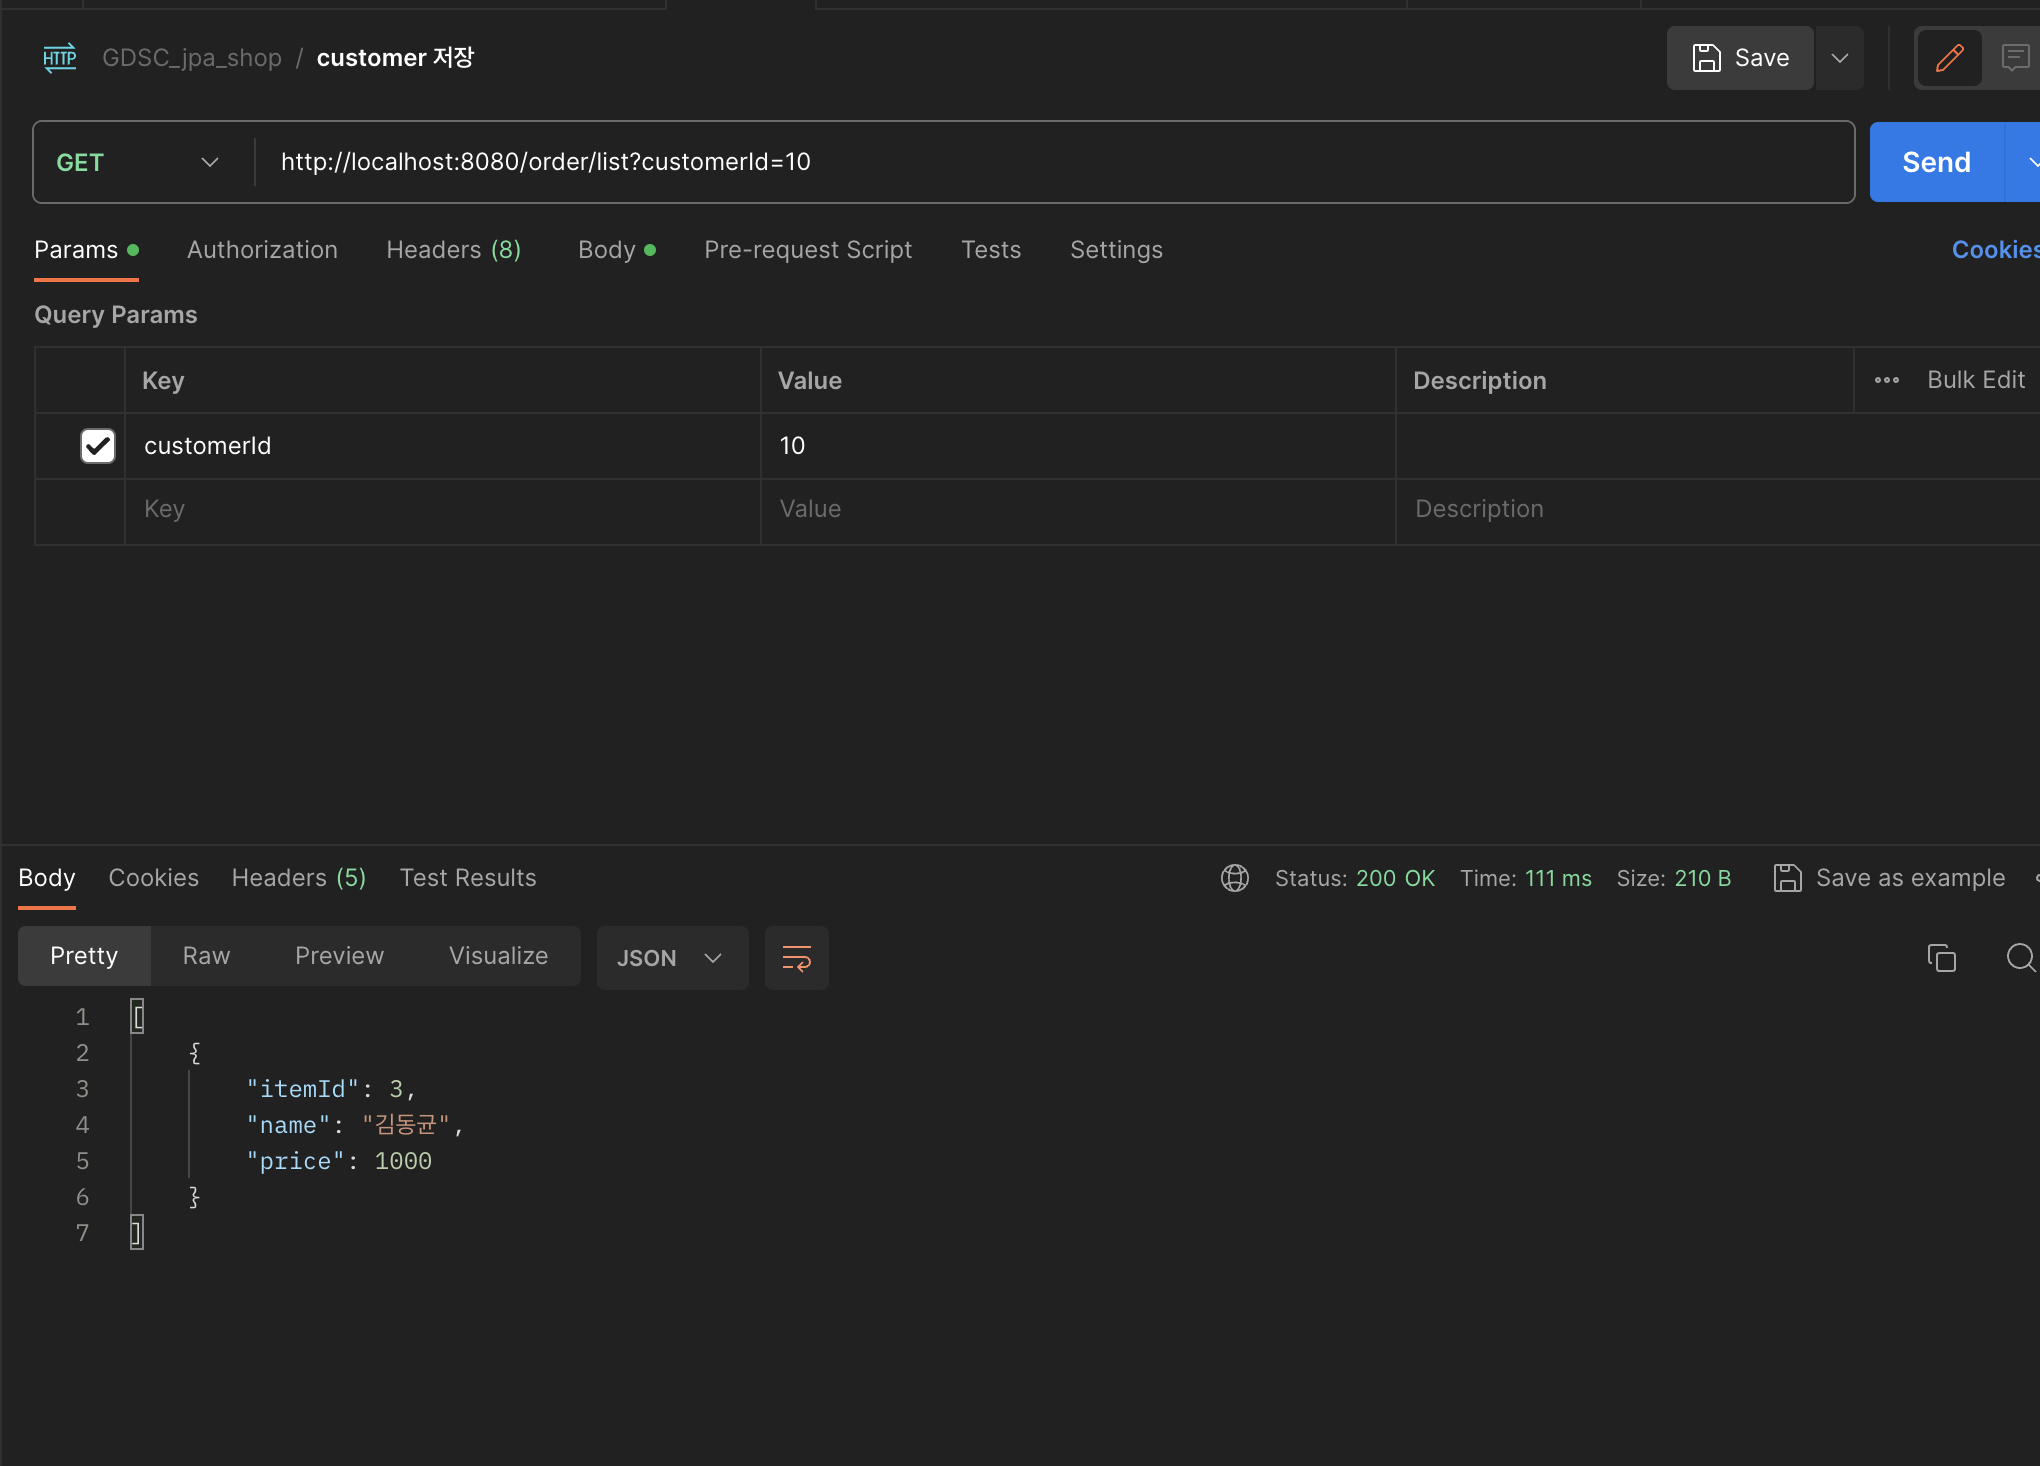 HTTP GDSC_jpa_shop / customer 저장 Save
GET http://localhost:8080/order/list?customerId=10 Send
Params Authorization Headers (8) Body Pre-request Script Tests Settings Cookies
Query Params
Key Value Description Bulk Edit
customerId 10
Key Value Description
Body Cookies Headers (5) Test Results Status: 200 OK Time: 111 ms Size: 210 B Save as example
Pretty Raw Preview Visualize JSON
1 [
2 {
3 "itemId": 3,
4 "name": "김동균",
5 "price": 1000
6 }
7 ]